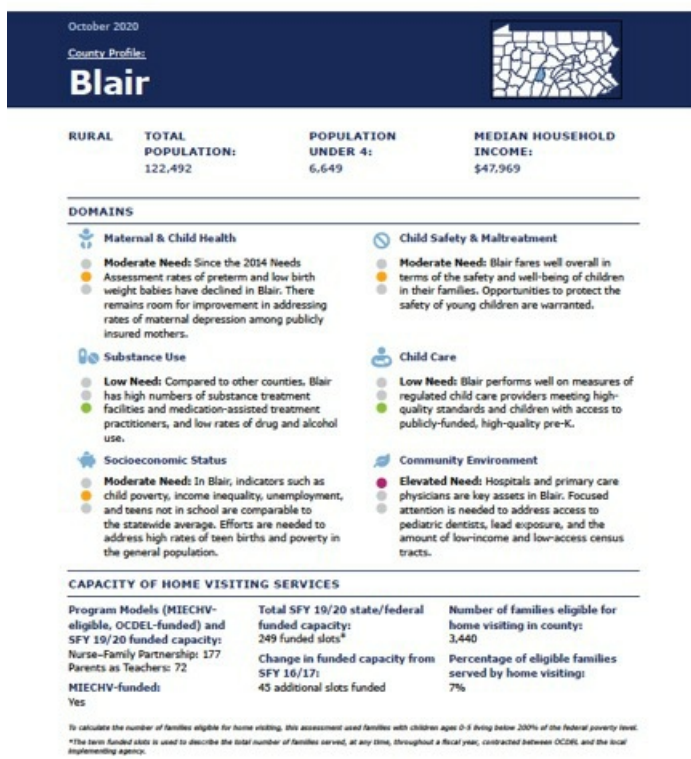 October 2020
County Profile:
Blair
RURAL
TOTAL
POPULATION:
122,492
POPULATION
UNDER 4:
6,649
MEDIAN HOUSEHOLD
INCOME:
$47,969
DOMAINS
Maternal & Child Health
Moderate Need: Since the 2014 Needs
Assessment rates of preterm and low birth
weight babies have declined in Blair. There
remains room for improvement in addressing
rates of maternal depression among publicly
insured mothers.
Child Safety & Maltreatment
Moderate Need: Blair fares well overall in
terms of the safety and well-being of children
in their families. Opportunities to protect the
safety of young children are warranted.
Substance Use
Low Need: Compared to other counties, Blair
has high numbers of substance treatment
facilities and medication-assisted treatment
practitioners, and low rates of drug and alcohol
use.
Child Care
Low Need: Blair performs well on measures of
regulated child care providers meeting high-
quality standards and children with access to
publicly-funded, high-quality pre-K.
Socioeconomic Status
Moderate Need: In Blair, indicators such as
child poverty, income inequality, unemployment,
and teens not in school are comparable to
the statewide average. Efforts are needed to
address high rates of teen births and poverty in
the general population.
Community Environment
Elevated Need: Hospitals and primary care
physicians are key assets in Blair. Focused
attention is needed to address access to
pediatric dentists, lead exposure, and the
amount of low-income and low-access census
tracts.
CAPACITY OF HOME VISITING SERVICES
Program Models (MIECHV-
eligible, OCDEL-funded) and
SFY 19/20 funded capacity:
Nurse-Family Partnership: 177
Parents as Teachers: 72
MIECHV-funded:
Yes
Total SFY 19/20 state/federal
funded capacity:
249 funded slots*
Change in funded capacity from
SFY 16/17:
45 additional slots funded
Number of families eligible for
home visiting in county:
3,440
Percentage of eligible families
served by home visiting:
7%
To calculate the number of families eligible for home visiting, this assessment used families with children ages 0-5 living below 200% of the federal poverty level.
*The term funded slots is used to describe the total number of families served, at any time, throughout a fiscal year, contracted between OCDEL and the local
implementing agency.